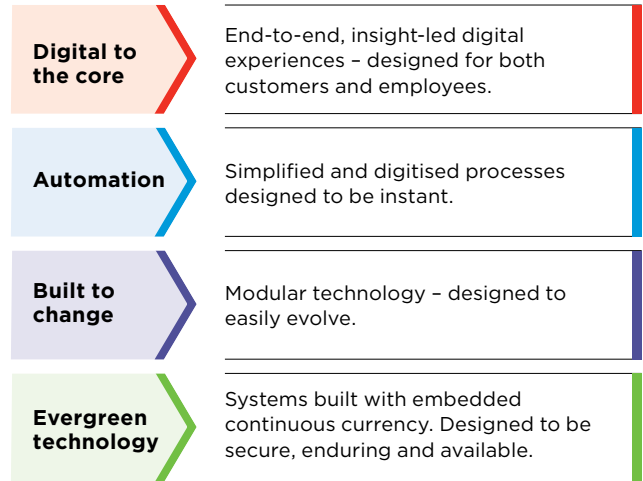 Digital to
the core
End-to-end, insight-led digital
experiences – designed for both
customers and employees.
Automation
Simplified and digitised processes
designed to be instant.
Built to
change
Modular technology – designed to
easily evolve.
Evergreen
technology
Systems built with embedded
continuous currency. Designed to be
secure, enduring and available.